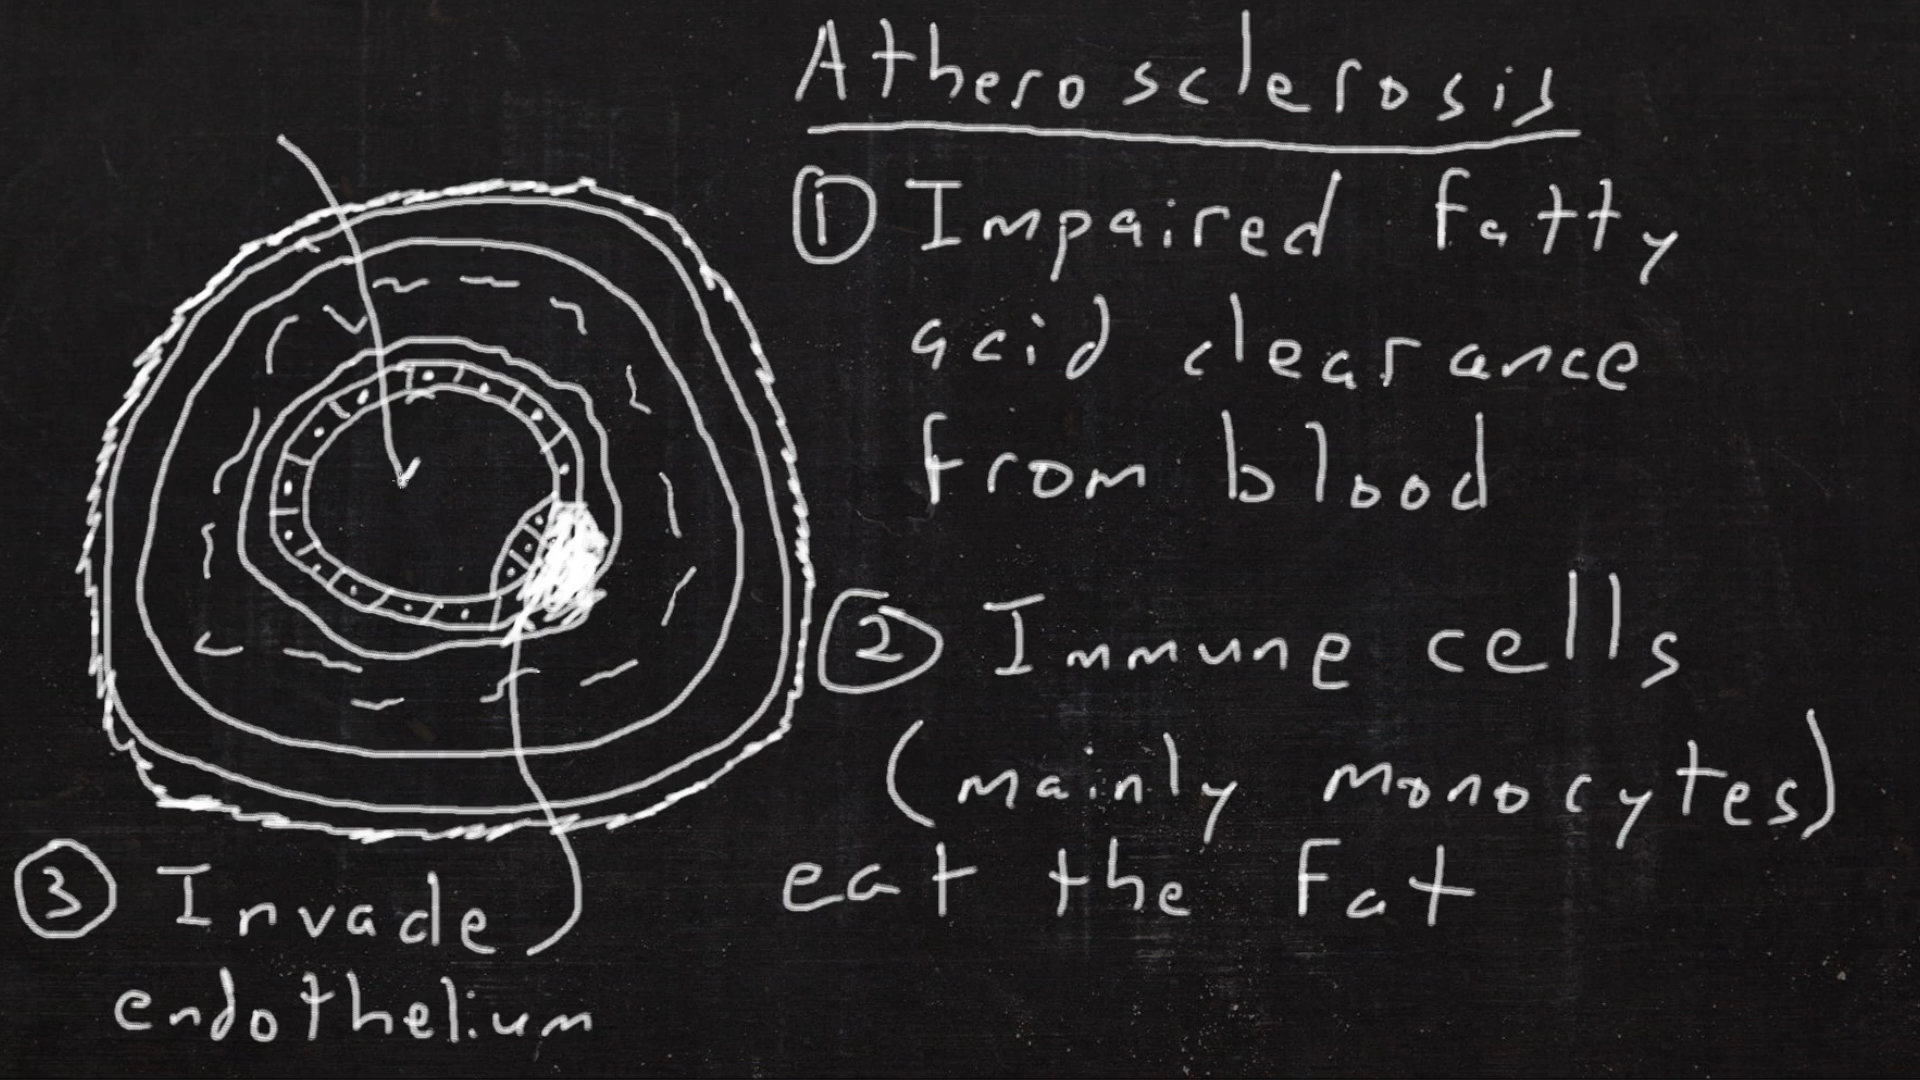 Atherosclerosis
① Impaired fatty
acid clearance
from blood
② Immune cells
(mainly monocytes)
eat the fat
③ Invade
endothelium